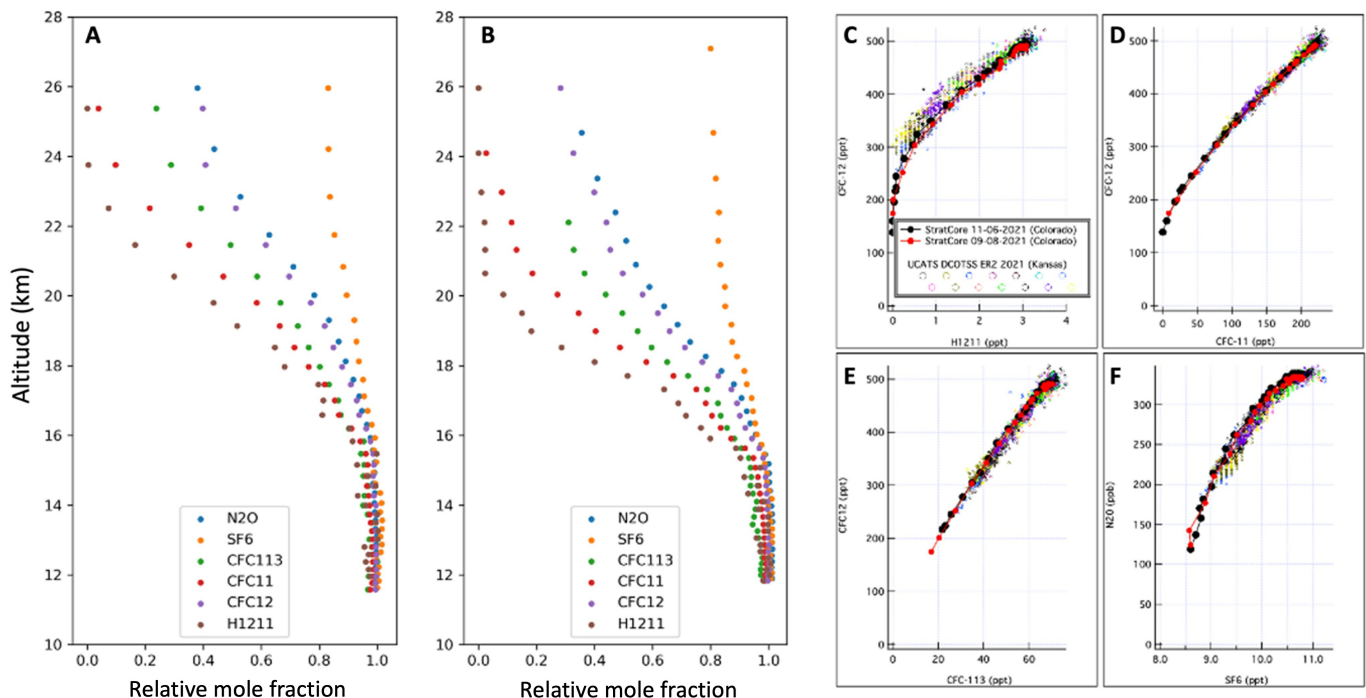 A
28
26
24
22
20
18
16
14
12
10
Altitude (km)
N2O
SF6
CFC113
CFC11
CFC12
H1211
0.0 0.2 0.4 0.6 0.8 1.0
Relative mole fraction
B
28
26
24
22
20
18
16
14
12
10
N2O
SF6
CFC113
CFC11
CFC12
H1211
0.0 0.2 0.4 0.6 0.8 1.0
Relative mole fraction
C
500
400
300
200
100
0
CFC-12 (ppt)
StratCore 11-06-2021 (Colorado)
StratCore 09-08-2021 (Colorado)
UCATS DCOTSS ER2 2021 (Kansas)
0 1 2 3 4
H1211 (ppt)
D
500
400
300
200
100
0
CFC-12 (ppt)
0 50 100 150 200
CFC-11 (ppt)
E
500
400
300
200
100
0
CFC12 (ppt)
0 20 40 60
CFC-113 (ppt)
F
300
250
200
150
100
50
0
N2O (ppb)
8.0 9.0 10.0 11.0
SF6 (ppt)